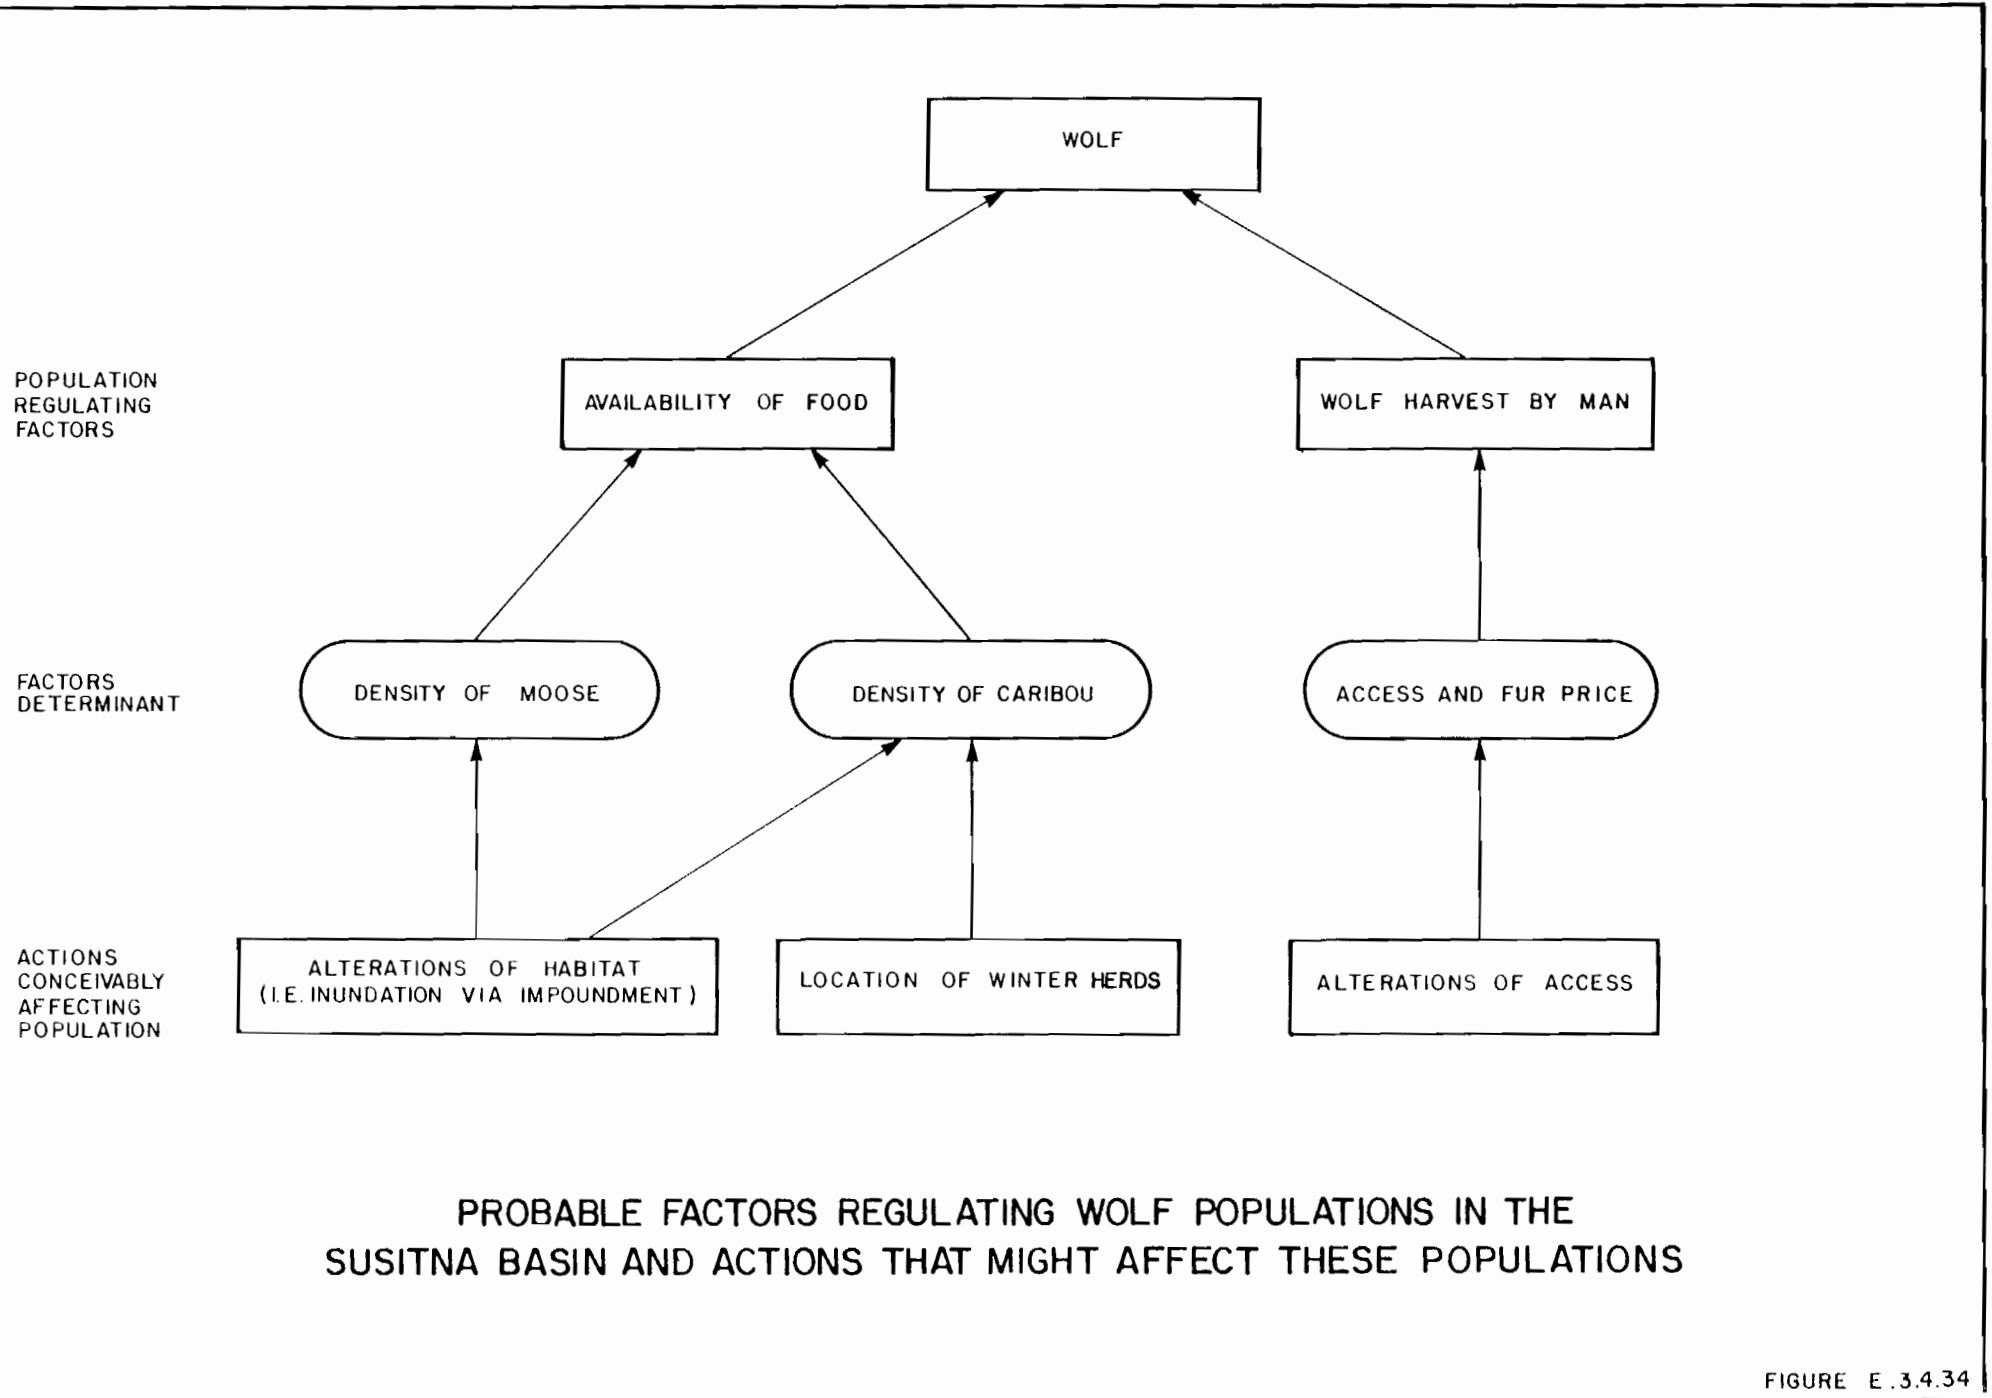 WOLF
POPULATION
REGULATING
FACTORS
AVAILABILITY OF FOOD
WOLF HARVEST BY MAN
FACTORS
DETERMINANT
DENSITY OF MOOSE
DENSITY OF CARIBOU
ACCESS AND FUR PRICE
ACTIONS
CONCEIVABLY
AFFECTING
POPULATION
ALTERATIONS OF HABITAT
(I.E. INUNDATION VIA IMPOUNDMENT)
LOCATION OF WINTER HERDS
ALTERATIONS OF ACCESS
PROBABLE FACTORS REGULATING WOLF POPULATIONS IN THE
SUSITNA BASIN AND ACTIONS THAT MIGHT AFFECT THESE POPULATIONS
FIGURE E.3.4.34